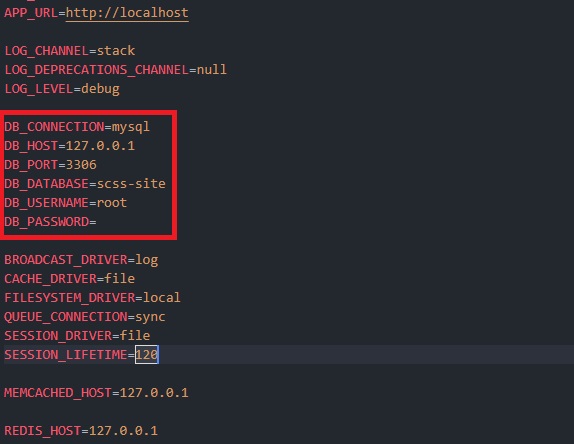 APP_URL=http://localhost
LOG_CHANNEL=stack
LOG_DEPRECATIONS_CHANNEL=null
LOG_LEVEL=debug
DB_CONNECTION=mysql
DB_HOST=127.0.0.1
DB_PORT=3306
DB_DATABASE=scss-site
DB_USERNAME=root
DB_PASSWORD=
BROADCAST_DRIVER=log
CACHE_DRIVER=file
FILESYSTEM_DRIVER=local
QUEUE_CONNECTION=sync
SESSION_DRIVER=file
SESSION_LIFETIME=120
MEMCACHED_HOST=127.0.0.1
REDIS_HOST=127.0.0.1